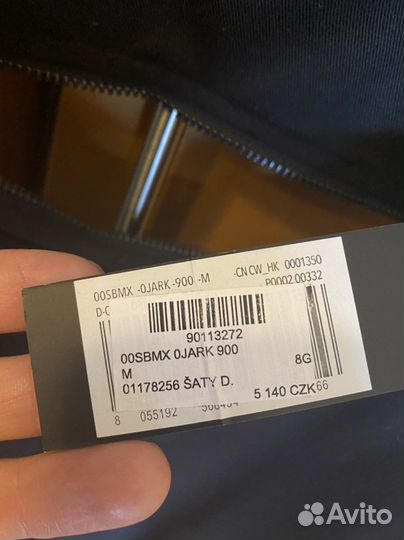 00SBMX -0JARK -900 -M -CN CW_HK 0001350
P0002.00332
90113272
00SBMX 0JARK 900
M 8G
01178256 ŠATY D.
5 140 CZK 66
8 055192
Avito